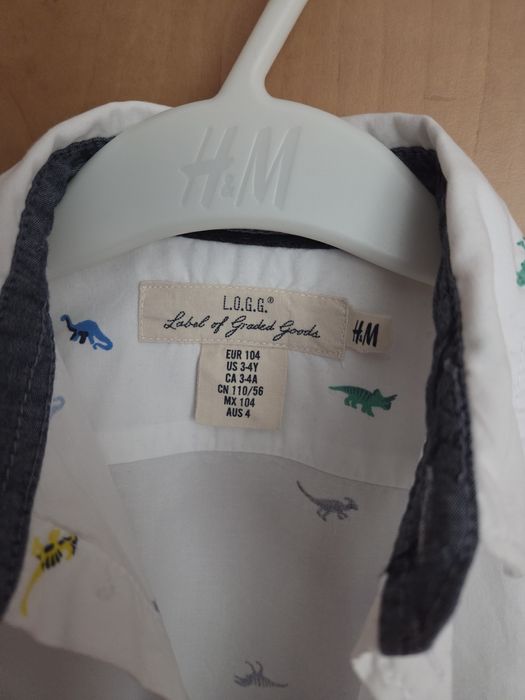 H&M
L.O.G.G.®
Label of Graded Goods
H&M
EUR 104
US 3-4Y
CA 3-4A
CN 110/56
MX 104
AUS 4